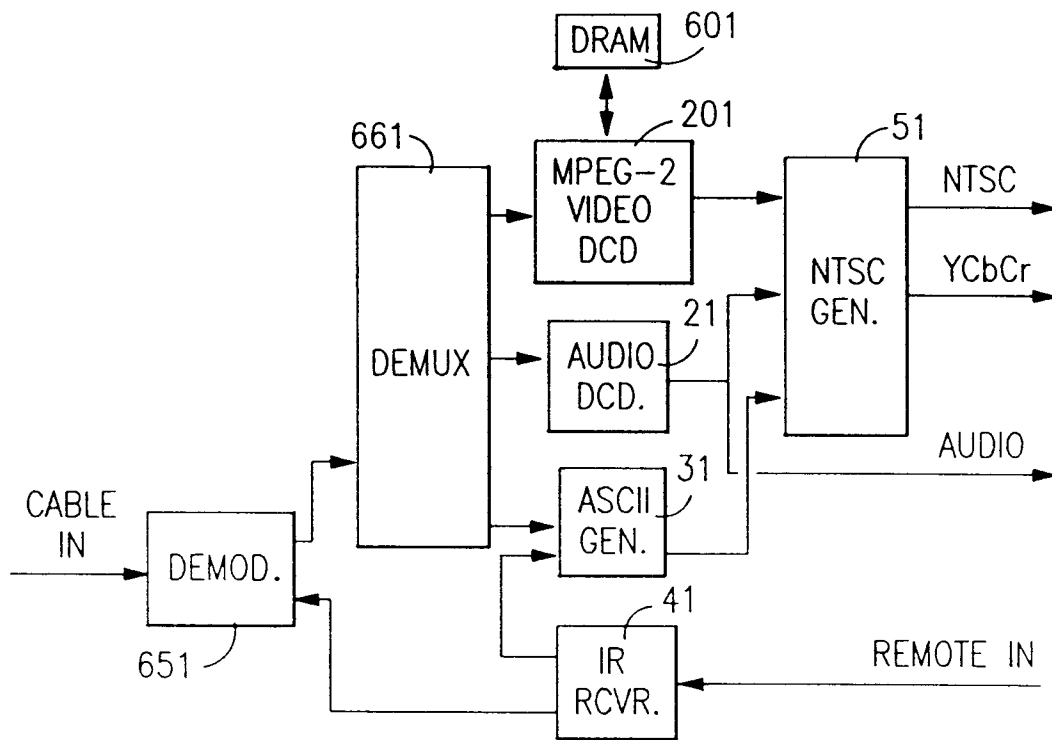 DRAM
601
661
201
51
MPEG-2
VIDEO
DCD
NTSC
YCbCr
NTSC
GEN.
DEMUX
21
AUDIO
DCD.
AUDIO
31
ASCII
GEN.
CABLE
IN
DEMOD.
651
41
IR
RCVR.
REMOTE IN